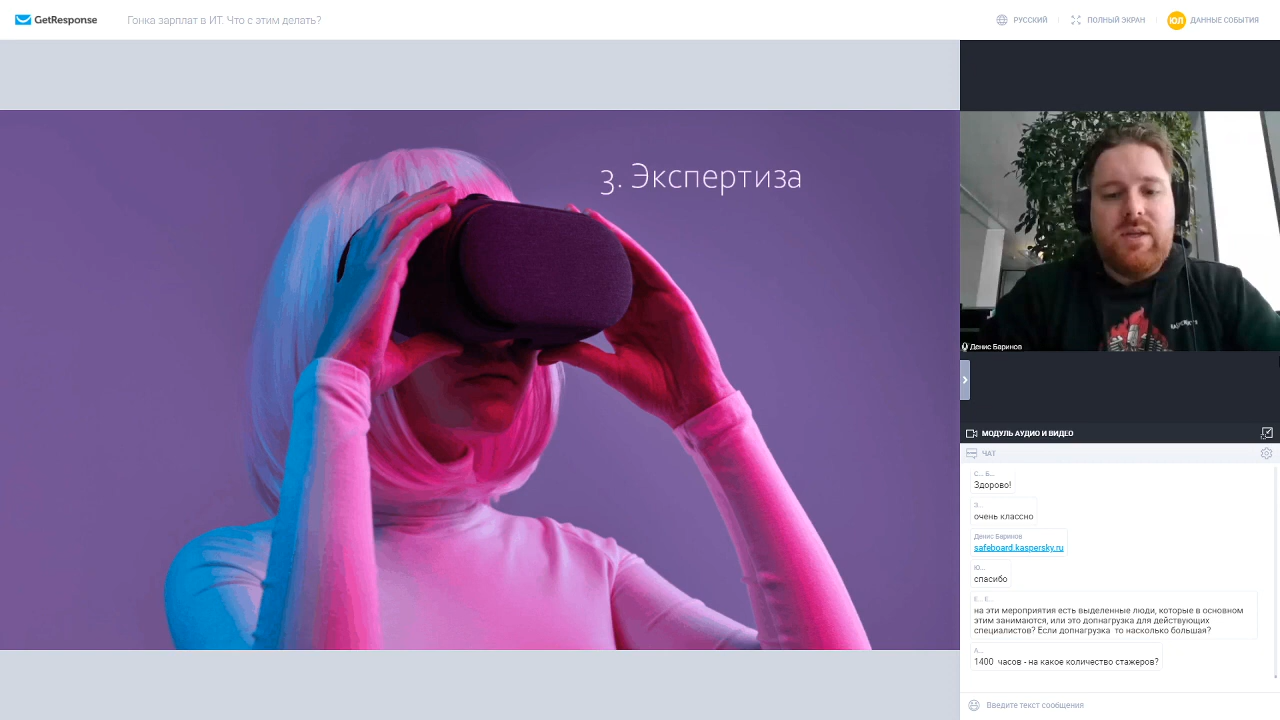 GetResponse
Гонка зарплат в ИТ. Что с этим делать?
РУССКИЙ
ПОЛНЫЙ ЭКРАН
ЮЛ
ДАННЫЕ СОБЫТИЯ
3. Экспертиза
Денис Баринов
МОДУЛЬ АУДИО И ВИДЕО
ЧАТ
С... Б...
Здорово!
З...
очень классно
Денис Баринов
safeboard.kaspersky.ru
Ю...
спасибо
Е... Е...
на эти мероприятия есть выделенные люди, которые в основном
этим занимаются, или это допнагрузка для действующих
специалистов? Если допнагрузка то насколько большая?
А...
1400 часов - на какое количество стажеров?
Введите текст сообщения